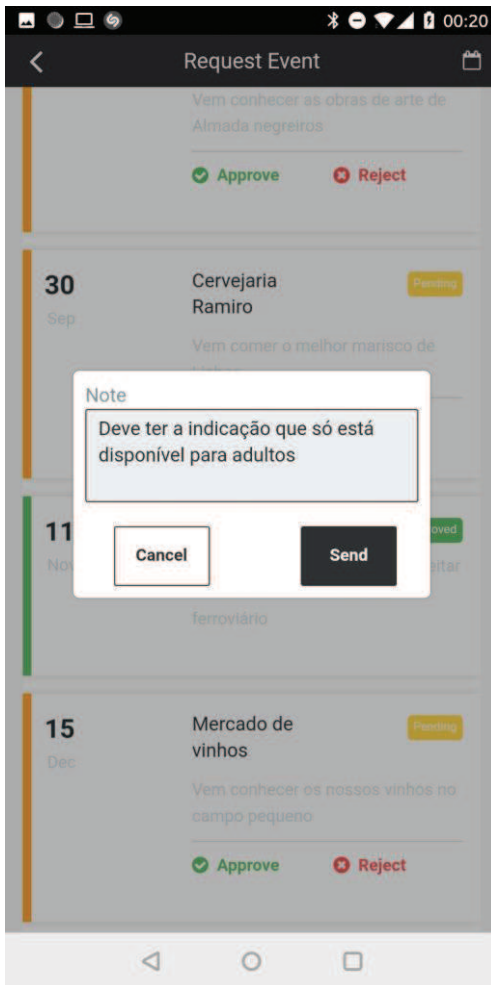 00:20
Request Event
Vem conhecer as obras de arte de
Almada negreiros
Approve Reject
30
Sep
Cervejaria
Ramiro
Pending
Vem comer o melhor marisco de
Note
Deve ter a indicação que só está
disponível para adultos
Cancel
Send
11
ferroviário
15
Dec
Mercado de
vinhos
Pending
Vem conhecer os nossos vinhos no
campo pequeno
Approve Reject